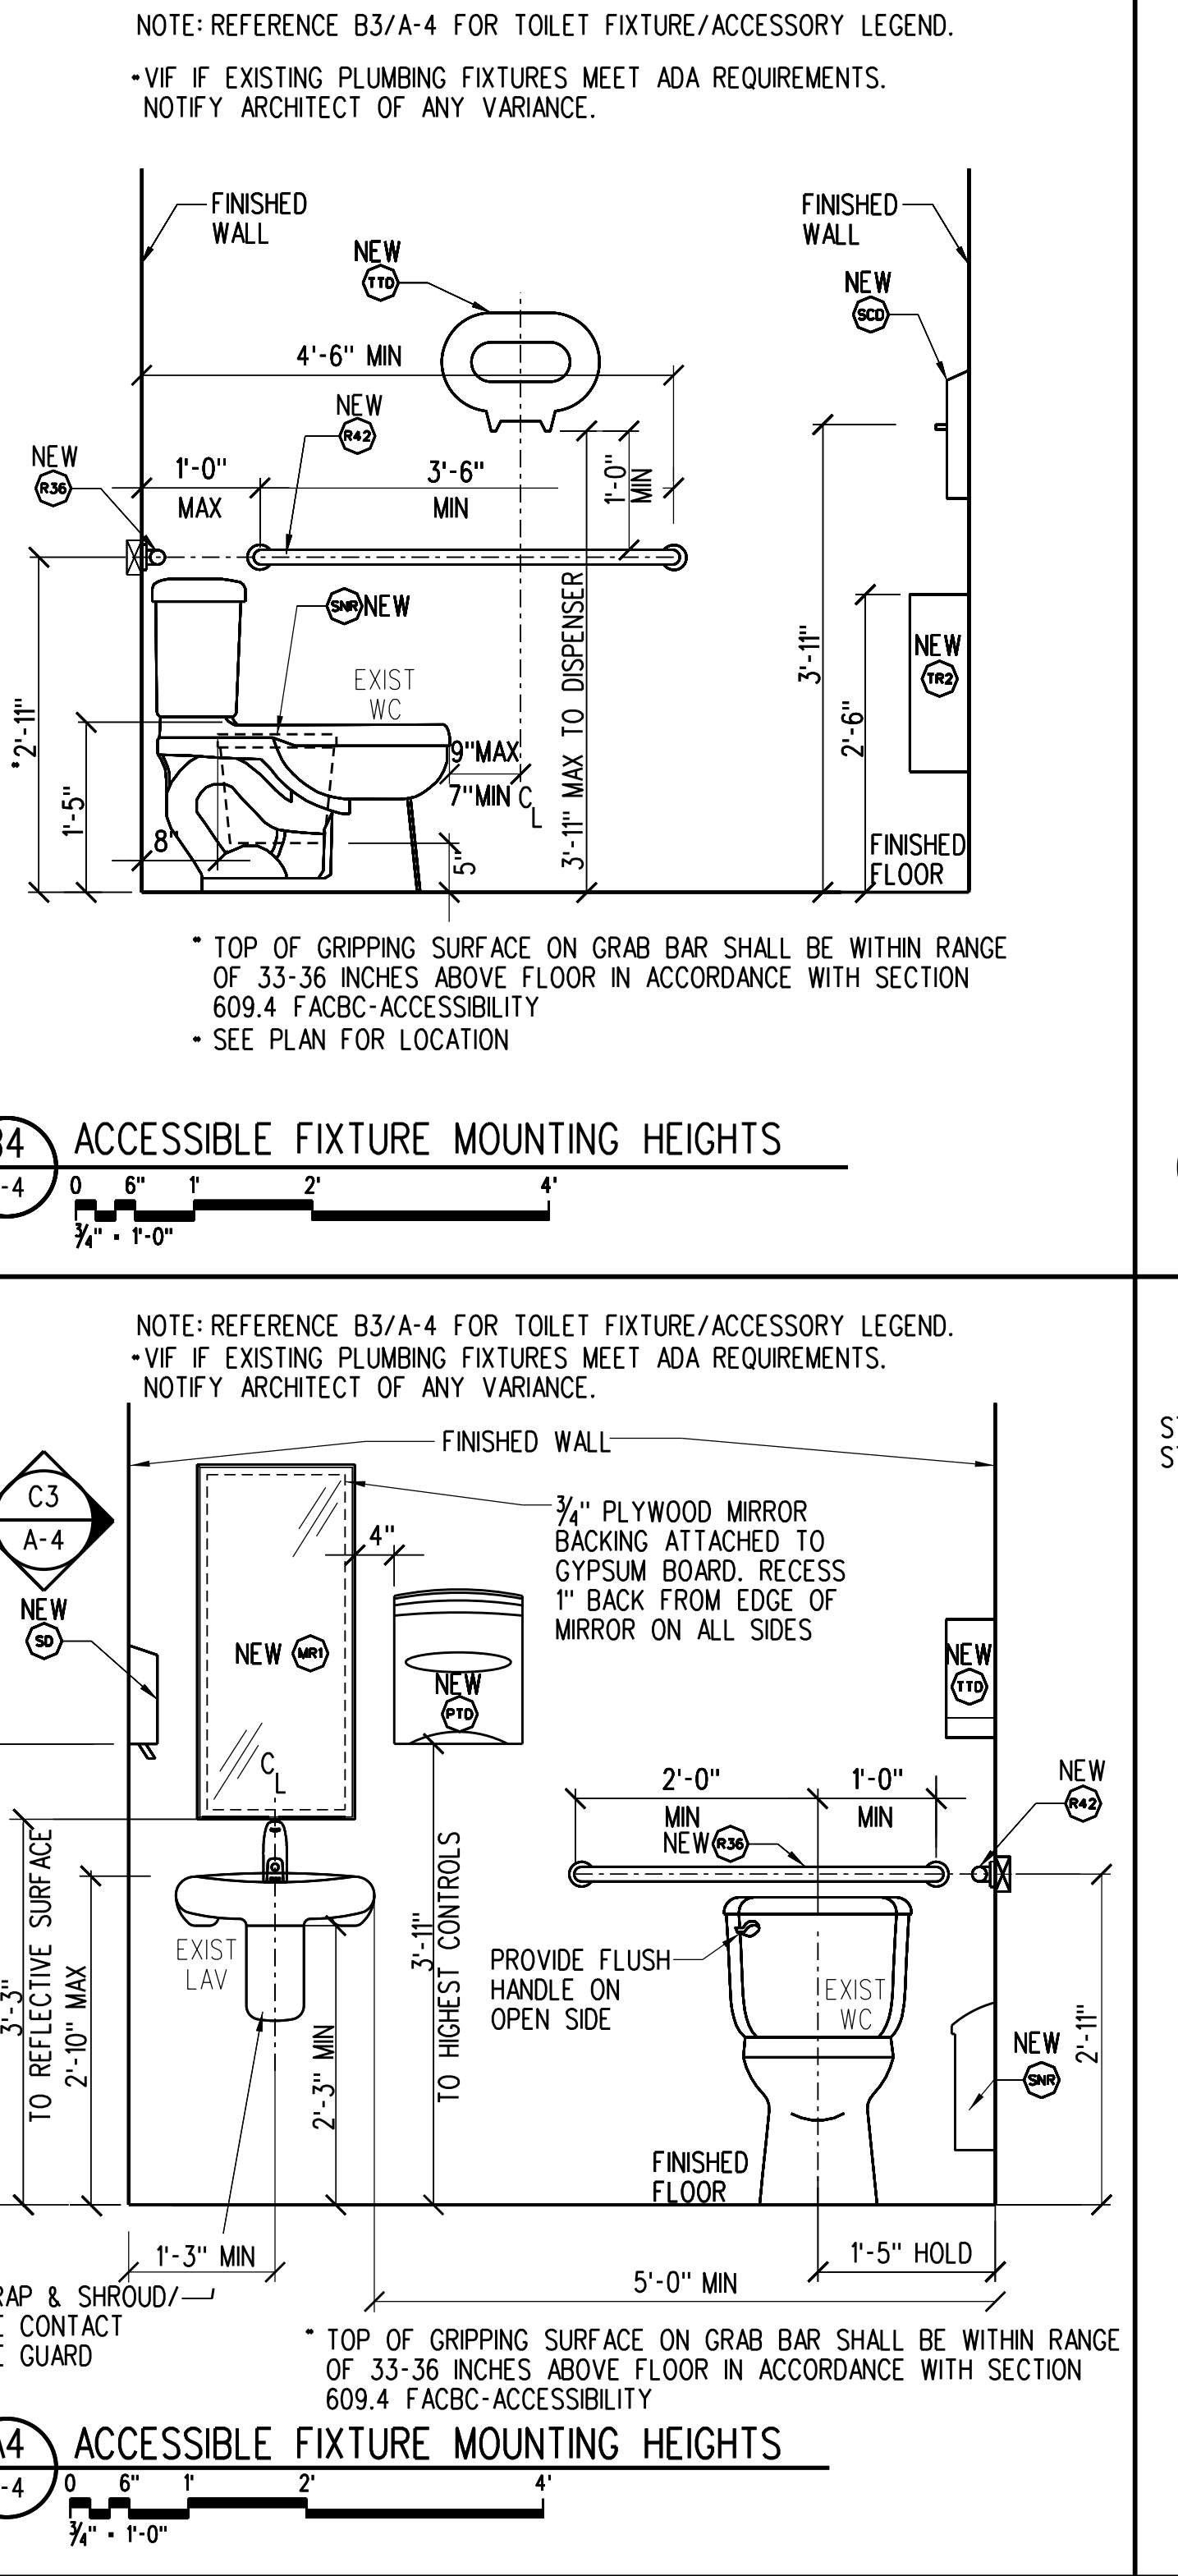 NOTE: REFERENCE B3/A-4 FOR TOILET FIXTURE/ACCESSORY LEGEND.
*VIF IF EXISTING PLUMBING FIXTURES MEET ADA REQUIREMENTS.
NOTIFY ARCHITECT OF ANY VARIANCE.
FINISHED
WALL
FINISHED
WALL
NEW
TTD
NEW
SCD
4'-6" MIN
NEW
R42
NEW
R36
1'-0"
MAX
3'-6"
MIN
1'-0"
MIN
SNR NEW
EXIST
WC
*2'-11"
1'-5"
8"
9"MAX
7"MIN
CL
5"
3'-11" MAX TO DISPENSER
3'-11"
2'-6"
NEW
TR2
FINISHED
FLOOR
* TOP OF GRIPPING SURFACE ON GRAB BAR SHALL BE WITHIN RANGE
OF 33-36 INCHES ABOVE FLOOR IN ACCORDANCE WITH SECTION
609.4 FACBC-ACCESSIBILITY
* SEE PLAN FOR LOCATION
4
-4
ACCESSIBLE FIXTURE MOUNTING HEIGHTS
0 6" 1' 2' 4'
3/4" = 1'-0"
NOTE: REFERENCE B3/A-4 FOR TOILET FIXTURE/ACCESSORY LEGEND.
*VIF IF EXISTING PLUMBING FIXTURES MEET ADA REQUIREMENTS.
NOTIFY ARCHITECT OF ANY VARIANCE.
FINISHED WALL
C3
A-4
NEW
SD
3/4" PLYWOOD MIRROR
BACKING ATTACHED TO
GYPSUM BOARD. RECESS
1" BACK FROM EDGE OF
MIRROR ON ALL SIDES
4"
NEW MR1
NEW
PTD
NEW
TTD
CL
2'-0"
MIN
1'-0"
MIN
NEW R36
NEW
R42
3'-3"
TO REFLECTIVE SURFACE
2'-10" MAX
EXIST
LAV
2'-3" MIN
3'-11"
TO HIGHEST CONTROLS
PROVIDE FLUSH
HANDLE ON
OPEN SIDE
EXIST
WC
NEW
SNR
2'-11"
FINISHED
FLOOR
1'-3" MIN
1'-5" HOLD
5'-0" MIN
RAP & SHROUD/
E CONTACT
E GUARD
* TOP OF GRIPPING SURFACE ON GRAB BAR SHALL BE WITHIN RANGE
OF 33-36 INCHES ABOVE FLOOR IN ACCORDANCE WITH SECTION
609.4 FACBC-ACCESSIBILITY
A4
-4
ACCESSIBLE FIXTURE MOUNTING HEIGHTS
0 6" 1' 2' 4'
3/4" = 1'-0"